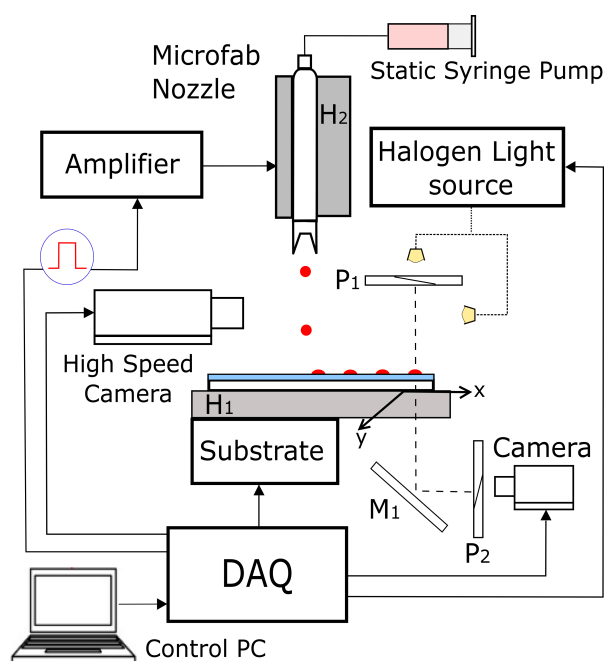 Microfab
Nozzle
Static Syringe Pump
H2
Amplifier
Halogen Light
source
P1
High Speed
Camera
H1
x
y
Substrate
Camera
M1
P2
DAQ
Control PC